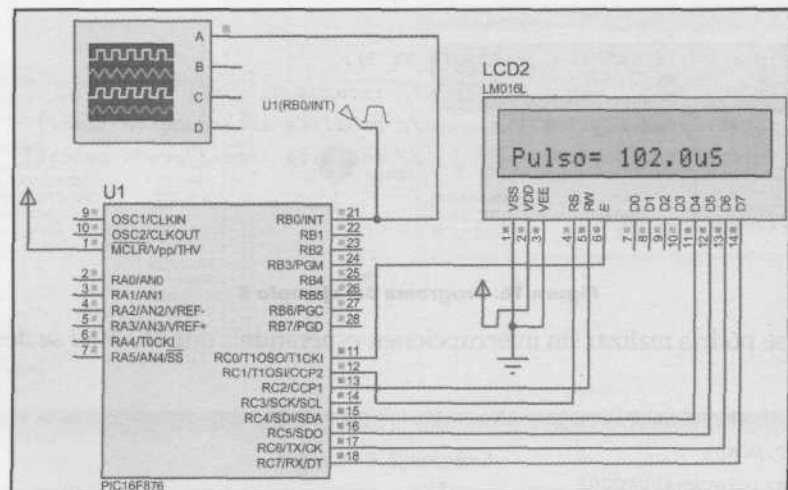 A
B
C
D
U1(RB0/INT)
LCD2
LM016L
Pulso= 102.0uS
VSS
VDD
VEE
RS
RW
E
D0
D1
D2
D3
D4
D5
D6
D7
1
2
3
4
5
6
7
8
9
10
11
12
13
14
U1
9 OSC1/CLKIN
10 OSC2/CLKOUT
1 MCLR/Vpp/THV
2 RA0/AN0
3 RA1/AN1
4 RA2/AN2/VREF-
5 RA3/AN3/VREF+
6 RA4/T0CKI
7 RA5/AN4/SS
RB0/INT 21
RB1 22
RB2 23
RB3/PGM 24
RB4 25
RB5 26
RB6/PGC 27
RB7/PGD 28
RC0/T1OSO/T1CKI 11
RC1/T1OSI/CCP2 12
RC2/CCP1 13
RC3/SCK/SCL 14
RC4/SDI/SDA 15
RC5/SDO 16
RC6/TX/CK 17
RC7/RX/DT 18
PIC16F876